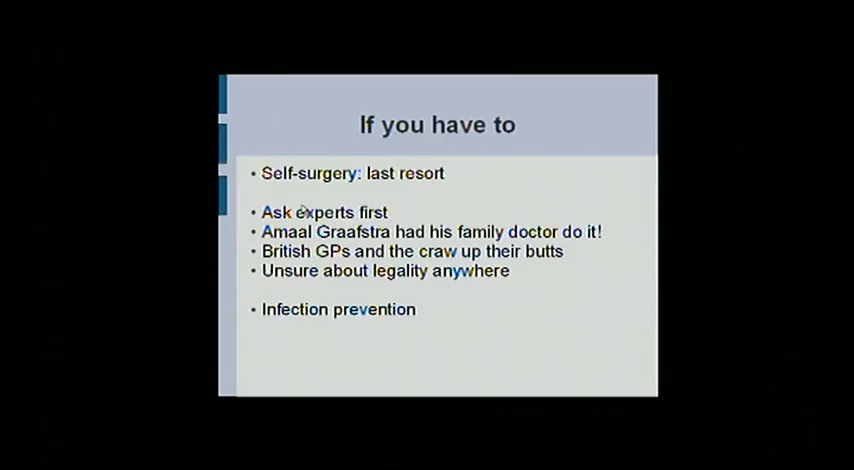 If you have to
• Self-surgery: last resort
• Ask experts first
• Amaal Graafstra had his family doctor do it!
• British GPs and the craw up their butts
• Unsure about legality anywhere
• Infection prevention